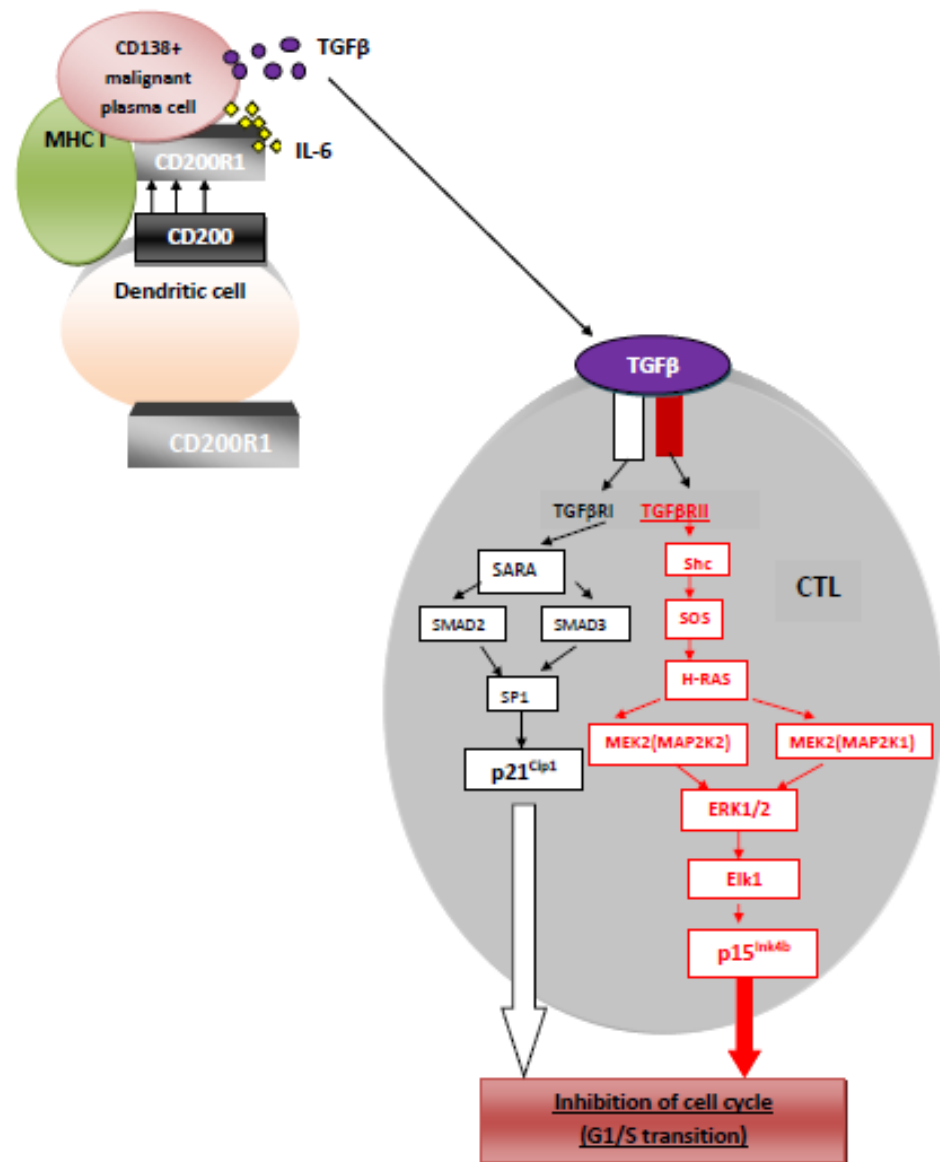 CD138+
malignant
plasma cell
TGFβ
MHC I
CD200R1
IL-6
CD200
Dendritic cell
CD200R1
TGFβ
TGFβRI
TGFβRII
SARA
Shc
CTL
SMAD2
SMAD3
SOS
SP1
H-RAS
MEK2(MAP2K2)
MEK2(MAP2K1)
p21Cip1
ERK1/2
Elk1
p15Ink4b
Inhibition of cell cycle
(G1/S transition)